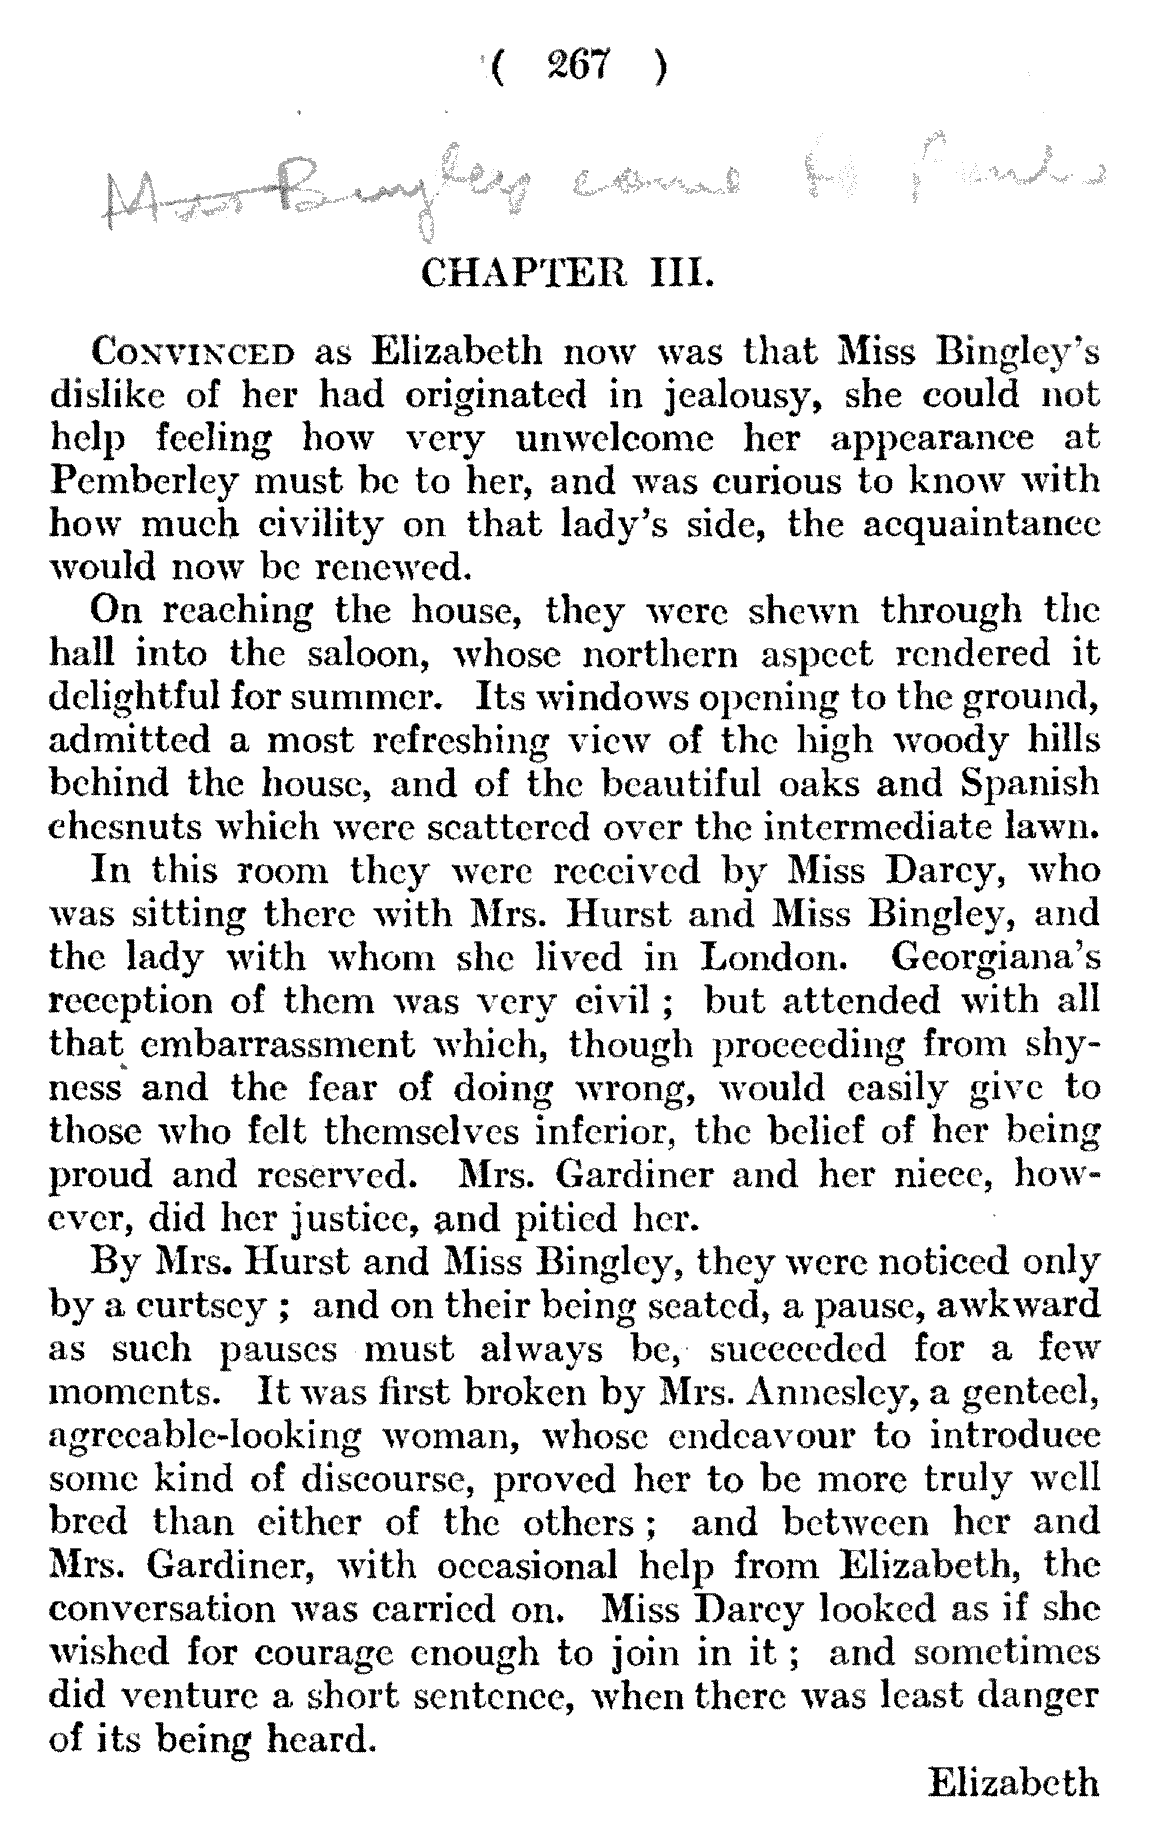 ( 267 )
Miss Bingley come to
CHAPTER III.
CONVINCED as Elizabeth now was that Miss Bingley's
dislike of her had originated in jealousy, she could not
help feeling how very unwelcome her appearance at
Pemberley must be to her, and was curious to know with
how much civility on that lady's side, the acquaintance
would now be renewed.
On reaching the house, they were shewn through the
hall into the saloon, whose northern aspect rendered it
delightful for summer. Its windows opening to the ground,
admitted a most refreshing view of the high woody hills
behind the house, and of the beautiful oaks and Spanish
chesnuts which were scattered over the intermediate lawn.
In this room they were received by Miss Darcy, who
was sitting there with Mrs. Hurst and Miss Bingley, and
the lady with whom she lived in London. Georgiana's
reception of them was very civil ; but attended with all
that embarrassment which, though proceeding from shy-
ness and the fear of doing wrong, would easily give to
those who felt themselves inferior, the belief of her being
proud and reserved. Mrs. Gardiner and her niece, how-
ever, did her justice, and pitied her.
By Mrs. Hurst and Miss Bingley, they were noticed only
by a curtsey ; and on their being seated, a pause, awkward
as such pauses must always be, succeeded for a few
moments. It was first broken by Mrs. Annesley, a genteel,
agreeable-looking woman, whose endeavour to introduce
some kind of discourse, proved her to be more truly well
bred than either of the others ; and between her and
Mrs. Gardiner, with occasional help from Elizabeth, the
conversation was carried on. Miss Darcy looked as if she
wished for courage enough to join in it ; and sometimes
did venture a short sentence, when there was least danger
of its being heard.
Elizabeth